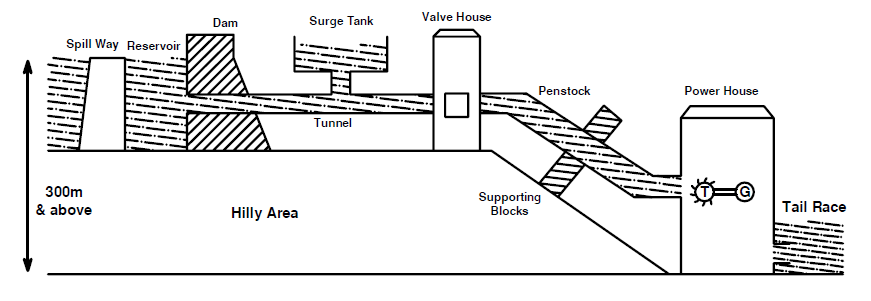 Dam
Surge Tank
Valve House
Spill Way
Reservoir
Penstock
Power House
Tunnel
300m
& above
Hilly Area
Supporting
Blocks
T
G
Tail Race